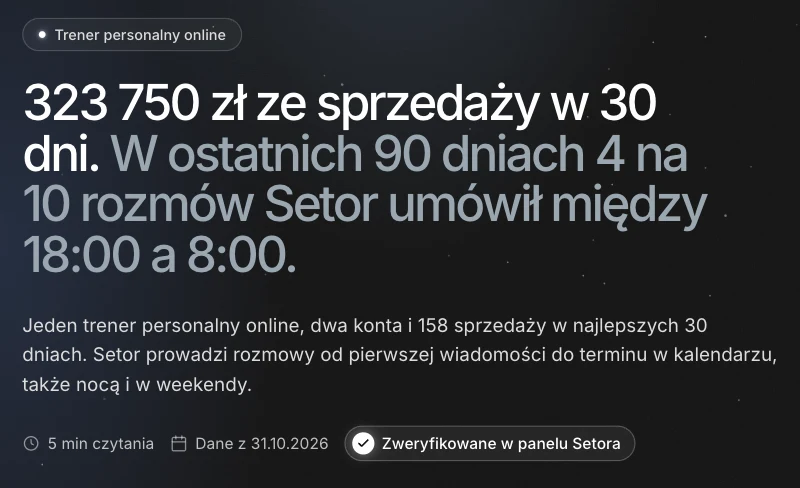 Trener personalny online
323 750 zł ze sprzedaży w 30
dni. W ostatnich 90 dniach 4 na
10 rozmów Setor umówił między
18:00 a 8:00.
Jeden trener personalny online, dwa konta i 158 sprzedaży w najlepszych 30
dniach. Setor prowadzi rozmowy od pierwszej wiadomości do terminu w kalendarzu,
także nocą i w weekendy.
5 min czytania Dane z 31.10.2026 Zweryfikowane w panelu Setora